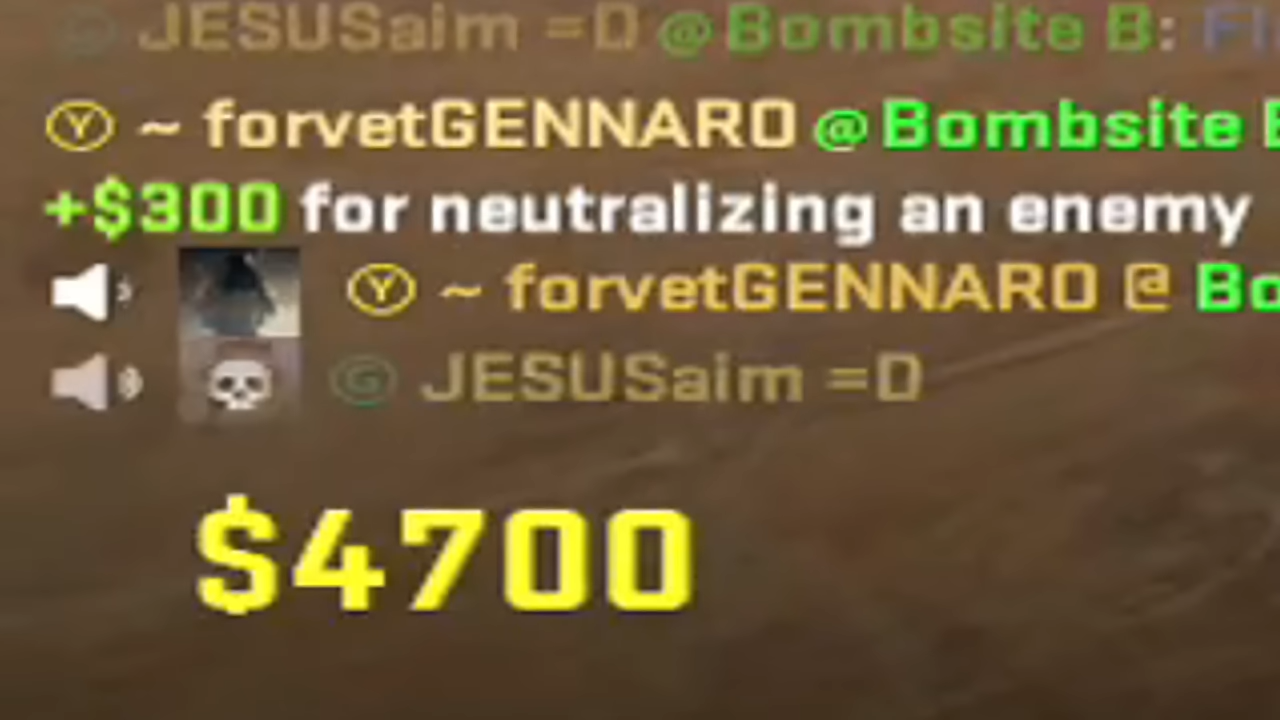 G JESUSaim =D @Bombsite B:
Y ~ forvetGENNARO @Bombsite
+$300 for neutralizing an enemy
Y ~ forvetGENNARO @
G JESUSaim =D
$4700